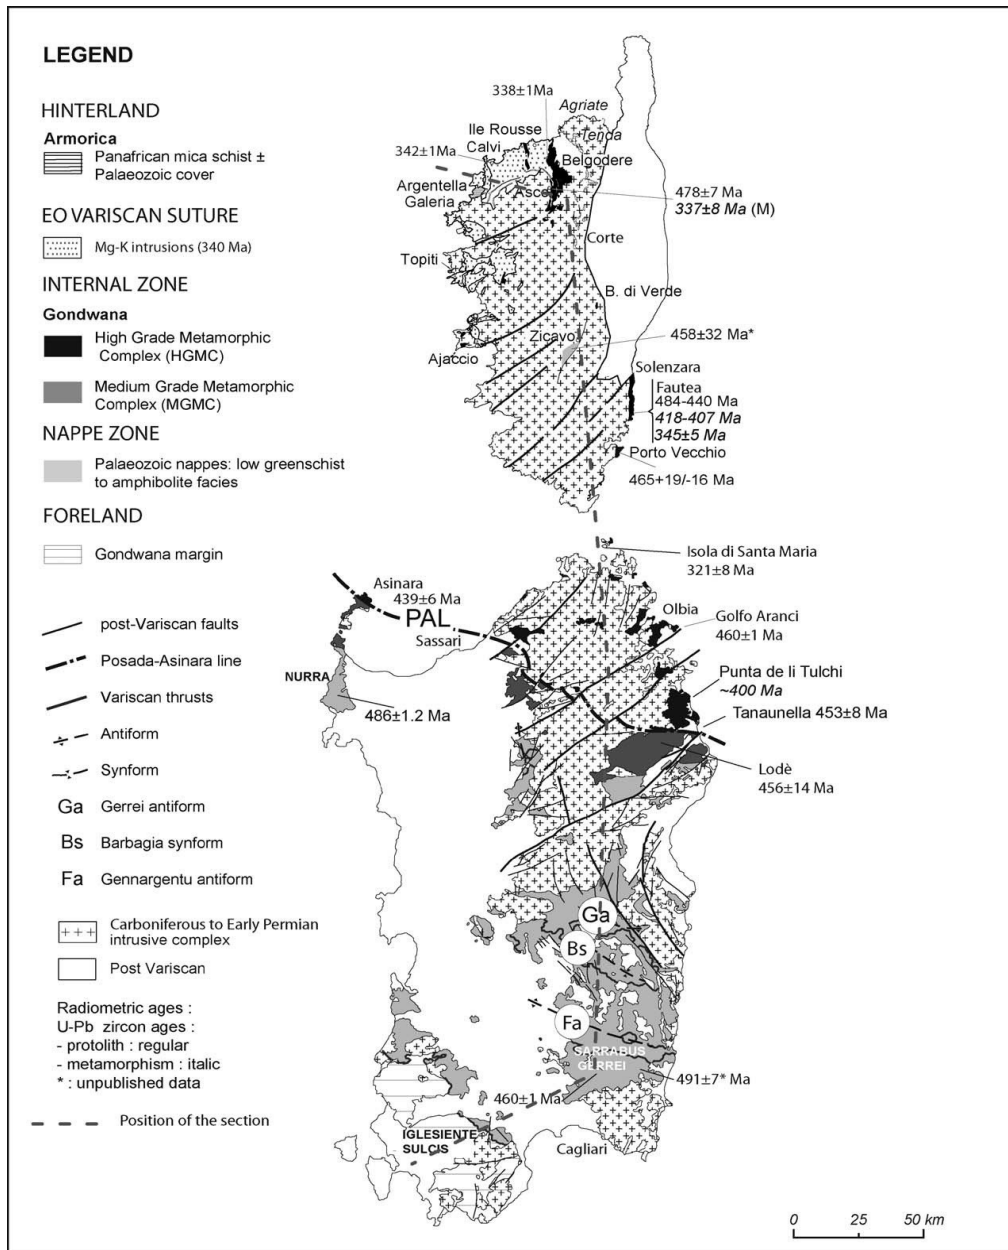 LEGEND
HINTERLAND
Armorica
Panafrican mica schist ±
Palaeozoic cover
EO VARISCAN SUTURE
Mg-K intrusions (340 Ma)
INTERNAL ZONE
Gondwana
High Grade Metamorphic
Complex (HGMC)
Medium Grade Metamorphic
Complex (MGMC)
NAPPE ZONE
Palaeozoic nappes: low greenschist
to amphibolite facies
FORELAND
Gondwana margin
post-Variscan faults
Posada-Asinara line
Variscan thrusts
Antiform
Synform
Ga Gerrei antiform
Bs Barbagia synform
Fa Gennargentu antiform
Carboniferous to Early Permian
intrusive complex
Post Variscan
Radiometric ages :
U-Pb zircon ages :
- protolith : regular
- metamorphism : italic
* : unpublished data
Position of the section
338±1Ma
Agriate
Tenda
Ile Rousse
Calvi
342±1Ma
Belgodere
Argentella
Galeria
Asco
478±7 Ma
337±8 Ma (M)
Corte
Topiti
B. di Verde
Zicavo
458±32 Ma*
Ajaccio
Solenzara
Fautea
484-440 Ma
418-407 Ma
345±5 Ma
Porto Vecchio
465+19/-16 Ma
Isola di Santa Maria
321±8 Ma
Asinara
439±6 Ma
PAL
Sassari
Olbia
Golfo Aranci
460±1 Ma
NURRA
Punta de li Tulchi
~400 Ma
486±1.2 Ma
Tanaunella 453±8 Ma
Lodè
456±14 Ma
Ga
Bs
Fa
SARRABUS
GERREI
491±7* Ma
460±1 Ma
IGLESIENTE
SULCIS
Cagliari
0 25 50 km